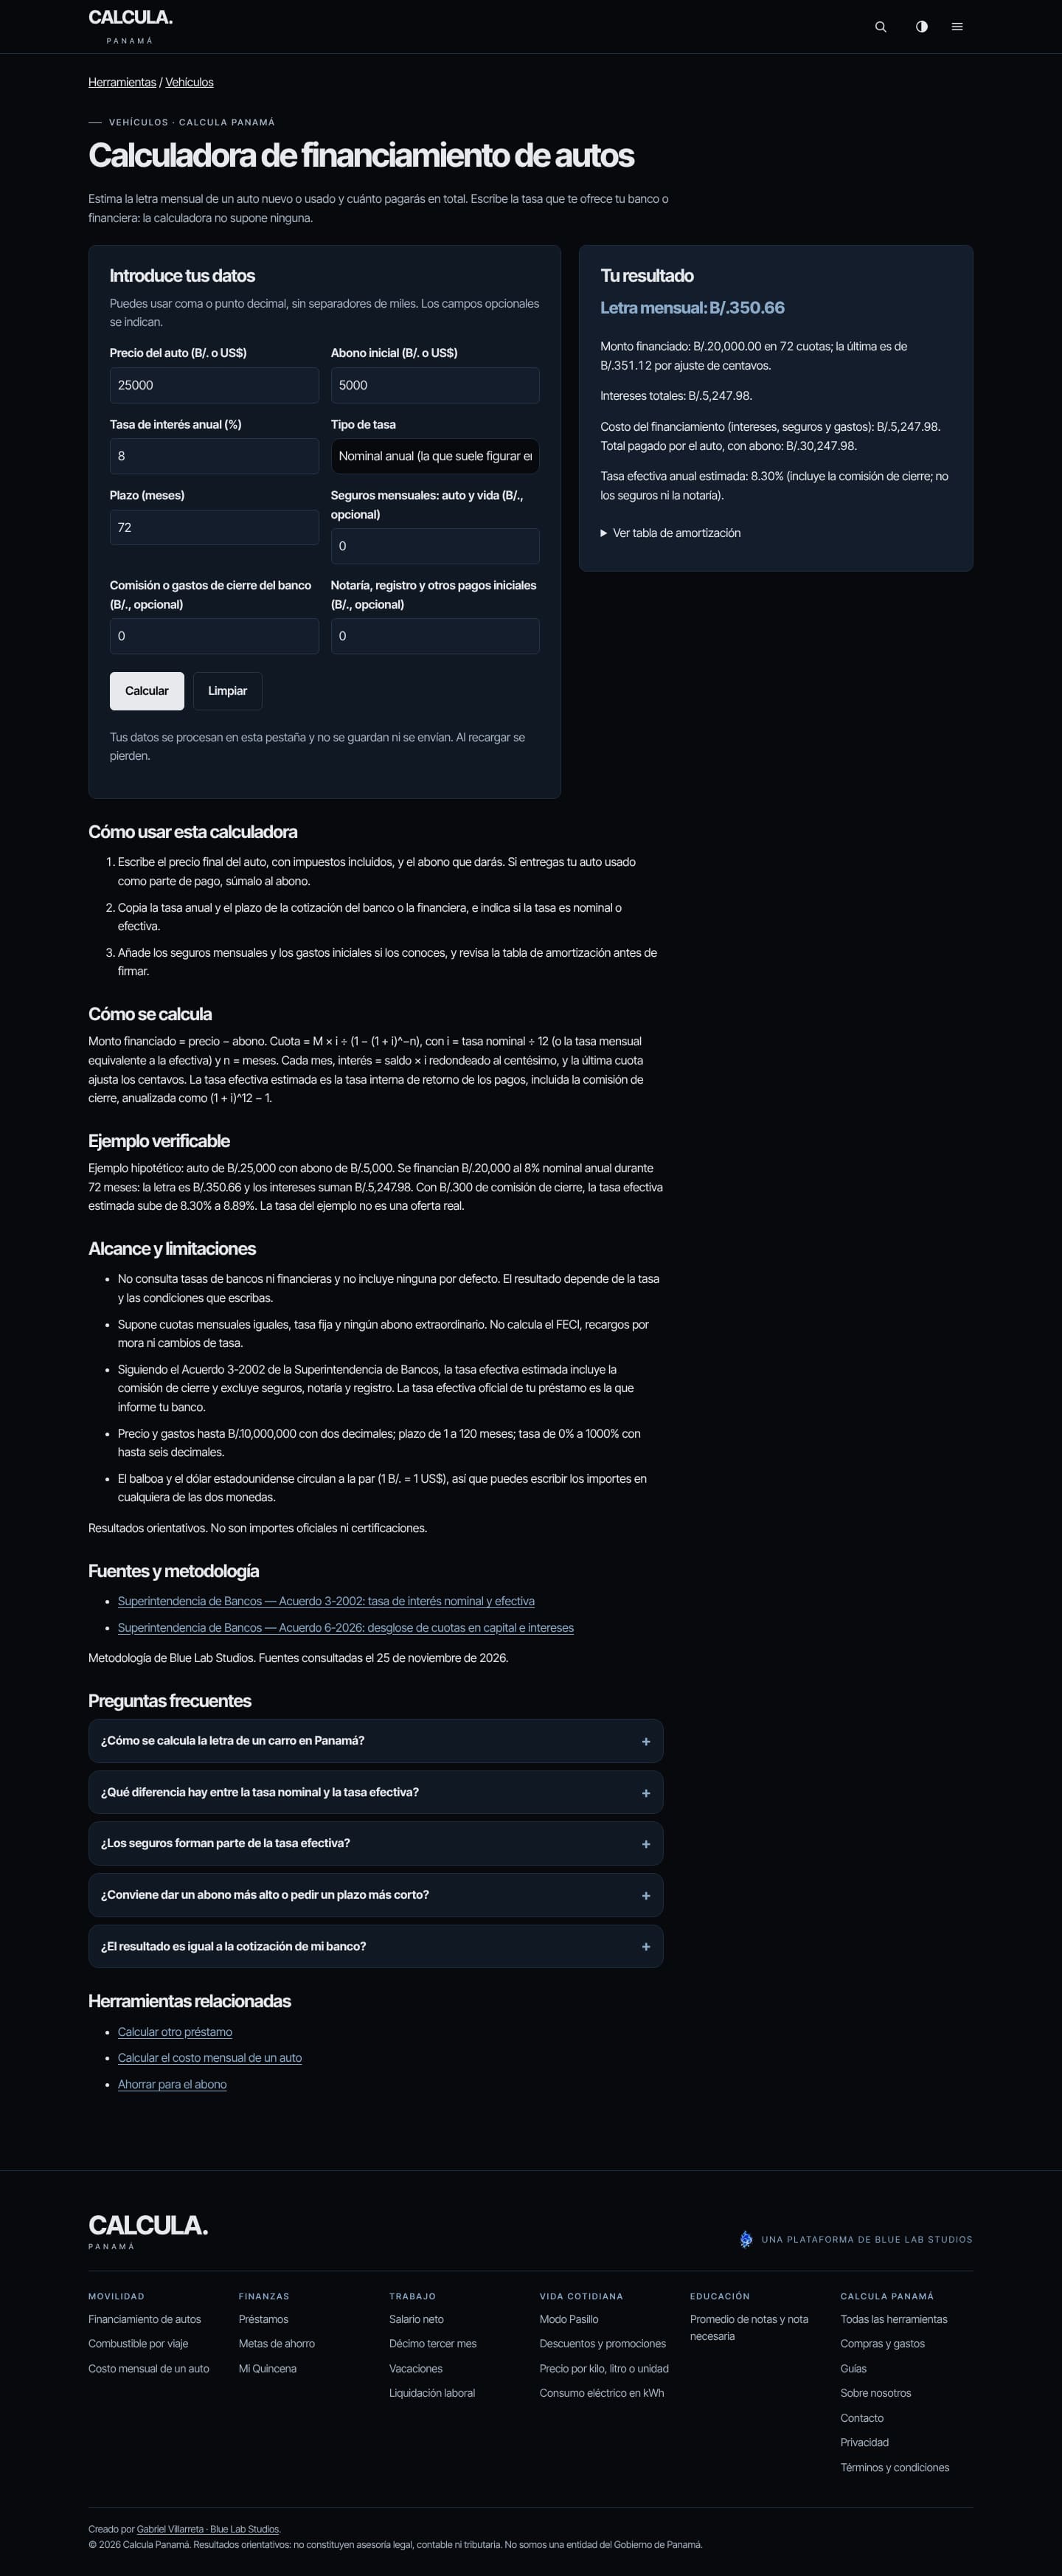 CALCULA.
PANAMÁ
Herramientas / Vehículos
VEHÍCULOS · CALCULA PANAMÁ
Calculadora de financiamiento de autos
Estima la letra mensual de un auto nuevo o usado y cuánto pagarás en total. Escribe la tasa que te ofrece tu banco o
financiera: la calculadora no supone ninguna.
Introduce tus datos
Puedes usar coma o punto decimal, sin separadores de miles. Los campos opcionales
se indican.
Precio del auto (B/. o US$)
25000
Abono inicial (B/. o US$)
5000
Tasa de interés anual (%)
8
Tipo de tasa
Nominal anual (la que suele figurar en
Plazo (meses)
72
Seguros mensuales: auto y vida (B/.,
opcional)
0
Comisión o gastos de cierre del banco
(B/., opcional)
0
Notaría, registro y otros pagos iniciales
(B/., opcional)
0
Calcular
Limpiar
Tus datos se procesan en esta pestaña y no se guardan ni se envían. Al recargar se
pierden.
Tu resultado
Letra mensual: B/.350.66
Monto financiado: B/.20,000.00 en 72 cuotas; la última es de
B/.351.12 por ajuste de centavos.
Intereses totales: B/.5,247.98.
Costo del financiamiento (intereses, seguros y gastos): B/.5,247.98.
Total pagado por el auto, con abono: B/.30,247.98.
Tasa efectiva anual estimada: 8.30% (incluye la comisión de cierre; no
los seguros ni la notaría).
Ver tabla de amortización
Cómo usar esta calculadora
1. Escribe el precio final del auto, con impuestos incluidos, y el abono que darás. Si entregas tu auto usado
como parte de pago, súmalo al abono.
2. Copia la tasa anual y el plazo de la cotización del banco o la financiera, e indica si la tasa es nominal o
efectiva.
3. Añade los seguros mensuales y los gastos iniciales si los conoces, y revisa la tabla de amortización antes de
firmar.
Cómo se calcula
Monto financiado = precio − abono. Cuota = M × i ÷ (1 − (1 + i)^−n), con i = tasa nominal ÷ 12 (o la tasa mensual
equivalente a la efectiva) y n = meses. Cada mes, interés = saldo × i redondeado al centésimo, y la última cuota
ajusta los centavos. La tasa efectiva estimada es la tasa interna de retorno de los pagos, incluida la comisión de
cierre, anualizada como (1 + i)^12 − 1.
Ejemplo verificable
Ejemplo hipotético: auto de B/.25,000 con abono de B/.5,000. Se financian B/.20,000 al 8% nominal anual durante
72 meses: la letra es B/.350.66 y los intereses suman B/.5,247.98. Con B/.300 de comisión de cierre, la tasa efectiva
estimada sube de 8.30% a 8.89%. La tasa del ejemplo no es una oferta real.
Alcance y limitaciones
• No consulta tasas de bancos ni financieras y no incluye ninguna por defecto. El resultado depende de la tasa
y las condiciones que escribas.
• Supone cuotas mensuales iguales, tasa fija y ningún abono extraordinario. No calcula el FECI, recargos por
mora ni cambios de tasa.
• Siguiendo el Acuerdo 3-2002 de la Superintendencia de Bancos, la tasa efectiva estimada incluye la
comisión de cierre y excluye seguros, notaría y registro. La tasa efectiva oficial de tu préstamo es la que
informe tu banco.
• Precio y gastos hasta B/.10,000,000 con dos decimales; plazo de 1 a 120 meses; tasa de 0% a 1000% con
hasta seis decimales.
• El balboa y el dólar estadounidense circulan a la par (1 B/. = 1 US$), así que puedes escribir los importes en
cualquiera de las dos monedas.
Resultados orientativos. No son importes oficiales ni certificaciones.
Fuentes y metodología
• Superintendencia de Bancos — Acuerdo 3-2002: tasa de interés nominal y efectiva
• Superintendencia de Bancos — Acuerdo 6-2026: desglose de cuotas en capital e intereses
Metodología de Blue Lab Studios. Fuentes consultadas el 25 de noviembre de 2026.
Preguntas frecuentes
¿Cómo se calcula la letra de un carro en Panamá? +
¿Qué diferencia hay entre la tasa nominal y la tasa efectiva? +
¿Los seguros forman parte de la tasa efectiva? +
¿Conviene dar un abono más alto o pedir un plazo más corto? +
¿El resultado es igual a la cotización de mi banco? +
Herramientas relacionadas
• Calcular otro préstamo
• Calcular el costo mensual de un auto
• Ahorrar para el abono
CALCULA.
PANAMÁ
UNA PLATAFORMA DE BLUE LAB STUDIOS
MOVILIDAD
Financiamiento de autos
Combustible por viaje
Costo mensual de un auto
FINANZAS
Préstamos
Metas de ahorro
Mi Quincena
TRABAJO
Salario neto
Décimo tercer mes
Vacaciones
Liquidación laboral
VIDA COTIDIANA
Modo Pasillo
Descuentos y promociones
Precio por kilo, litro o unidad
Consumo eléctrico en kWh
EDUCACIÓN
Promedio de notas y nota
necesaria
CALCULA PANAMÁ
Todas las herramientas
Compras y gastos
Guías
Sobre nosotros
Contacto
Privacidad
Términos y condiciones
Creado por Gabriel Villarreta · Blue Lab Studios.
© 2026 Calcula Panamá. Resultados orientativos: no constituyen asesoría legal, contable ni tributaria. No somos una entidad del Gobierno de Panamá.